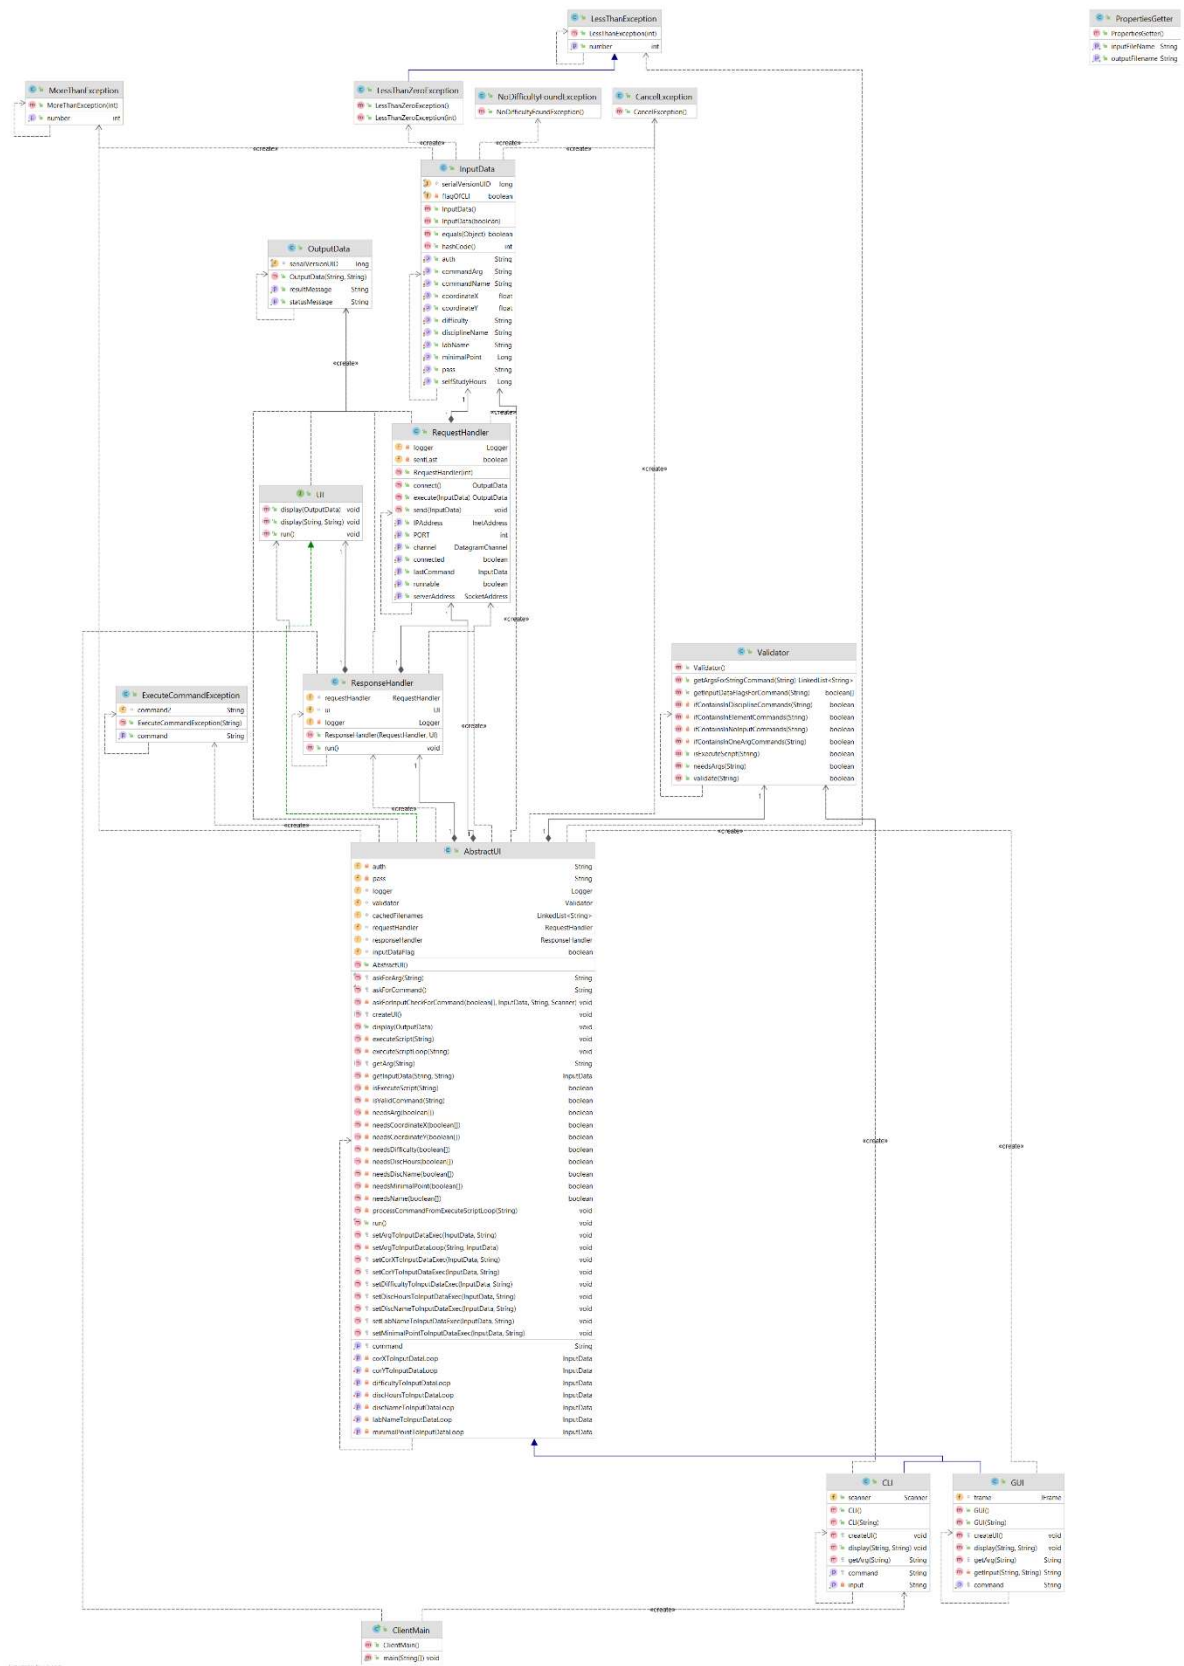 LessThanException
LessThanException(int)
number int
PropertiesGetter
PropertiesGetter()
inputFileName String
outputFilename String
MoreThanException
MoreThanException(int)
number int
LessThanZeroException
LessThanZeroException()
LessThanZeroException(int)
NoDifficultyFoundException
NoDifficultyFoundException()
CancelException
CancelException()
«create»
«create»
«create»
«create»
InputData
serialVersionUID long
flagOfCLI boolean
InputData()
InputData(boolean)
equals(Object) boolean
hashCode() int
auth String
commandArg String
commandName String
coordinateX float
coordinateY float
difficulty String
disciplineName String
labName String
minimalPoint Long
pass String
selfStudyHours Long
OutputData
serialVersionUID long
OutputData(String, String)
resultMessage String
statusMessage String
«create»
1
«create»
RequestHandler
logger Logger
sentLast boolean
RequestHandler(int)
connect() OutputData
execute(InputData) OutputData
send(InputData) void
IPAddress InetAddress
PORT int
channel DatagramChannel
connected boolean
lastCommand InputData
runnable boolean
serverAddress SocketAddress
«create»
UI
display(OutputData) void
display(String, String) void
run() void
1
«create»
1
1
ResponseHandler
requestHandler RequestHandler
ui UI
logger Logger
ResponseHandler(RequestHandler, UI)
run() void
Validator
Validator()
getArgsForStringCommand(String) LinkedList<String>
getInputDataFlagsForCommand(String) boolean[]
ifContainsInDisciplineCommands(String) boolean
ifContainsInElementCommands(String) boolean
ifContainsInNoInputCommands(String) boolean
ifContainsInOneArgCommands(String) boolean
isExecuteScript(String) boolean
needsArgs(String) boolean
validate(String) boolean
ExecuteCommandException
command2 String
ExecuteCommandException(String)
command String
«create»
1
1
«create»
«create»
1
1
1
«create»
AbstractUI
auth String
pass String
logger Logger
validator Validator
cachedFilenames LinkedList<String>
requestHandler RequestHandler
responseHandler ResponseHandler
inputDataFlag boolean
AbstractUI()
askForArg(String) String
askForCommand() String
askForInputCheckForCommand(boolean[], InputData, String, Scanner) void
createUI() void
display(OutputData) void
executeScript(String) void
executeScriptLoop(String) void
getArg(String) String
getInputData(String, String) InputData
isExecuteScript(String) boolean
isValidCommand(String) boolean
needsArg(boolean[]) boolean
needsCoordinateX(boolean[]) boolean
needsCoordinateY(boolean[]) boolean
needsDifficulty(boolean[]) boolean
needsDiscHours(boolean[]) boolean
needsDiscName(boolean[]) boolean
needsMinimalPoint(boolean[]) boolean
needsName(boolean[]) boolean
processCommandFromExecuteScriptLoop(String) void
run() void
setArgToInputDataExec(InputData, String) void
setArgToInputDataLoop(String, InputData) void
setCorXToInputDataExec(InputData, String) void
setCorYToInputDataExec(InputData, String) void
setDifficultyToInputDataExec(InputData, String) void
setDiscHoursToInputDataExec(InputData, String) void
setDiscNameToInputDataExec(InputData, String) void
setLabNameToInputDataExec(InputData, String) void
setMinimalPointToInputDataExec(InputData, String) void
command String
corXToInputDataLoop InputData
corYToInputDataLoop InputData
difficultyToInputDataLoop InputData
discHoursToInputDataLoop InputData
discNameToInputDataLoop InputData
labNameToInputDataLoop InputData
minimalPointToInputDataLoop InputData
«create»
«create»
CLI
scanner Scanner
CLI()
CLI(String)
createUI() void
display(String, String) void
getArg(String) String
command String
input String
GUI
frame JFrame
GUI()
GUI(String)
createUI() void
display(String, String) void
getArg(String) String
getInput(String, String) String
command String
«create»
ClientMain
ClientMain()
main(String[]) void